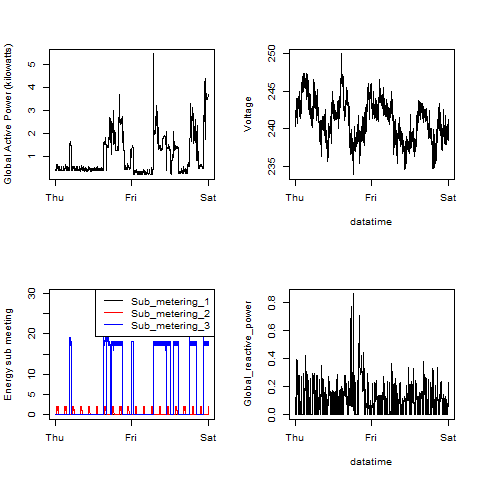 Global Active Power (kilowatts)
1 2 3 4 5
Thu Fri Sat
Voltage
235 240 245 250
Thu Fri Sat
datatime
Energy sub meeting
0 5 10 20 30
Sub_metering_1
Sub_metering_2
Sub_metering_3
Thu Fri Sat
Global_reactive_power
0.0 0.2 0.4 0.6 0.8
Thu Fri Sat
datatime